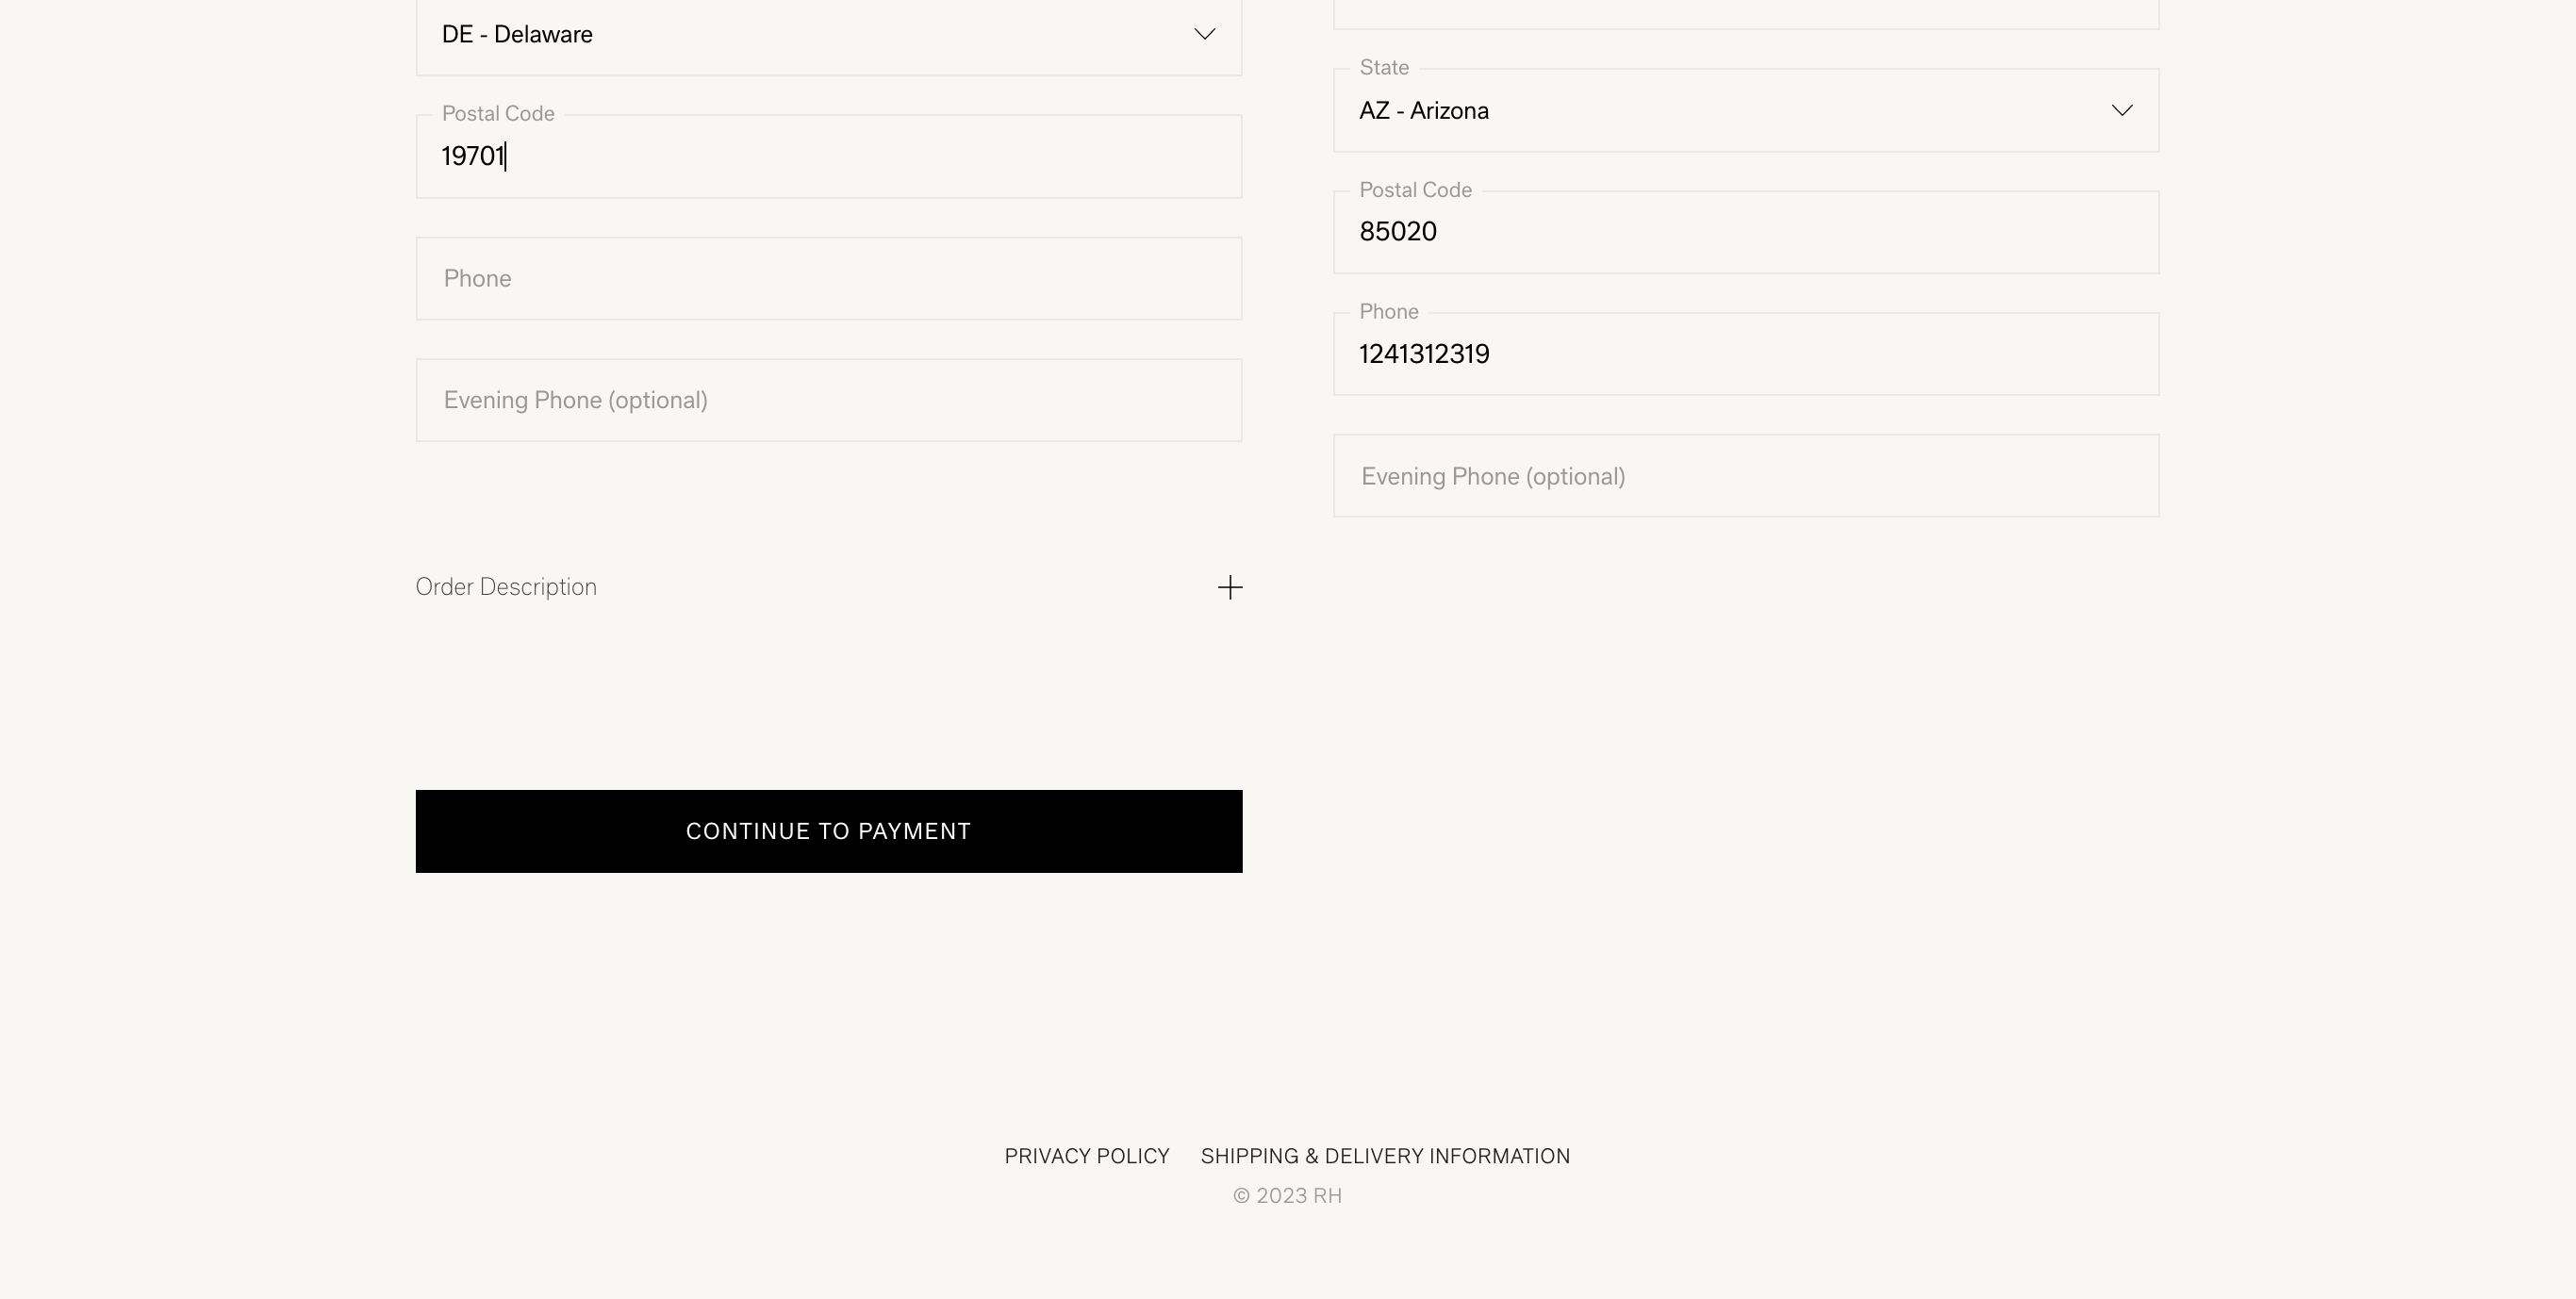 DE - Delaware
Postal Code
19701
Phone
Evening Phone (optional)
Order Description
CONTINUE TO PAYMENT
State
AZ - Arizona
Postal Code
85020
Phone
1241312319
Evening Phone (optional)
PRIVACY POLICY SHIPPING & DELIVERY INFORMATION
© 2023 RH